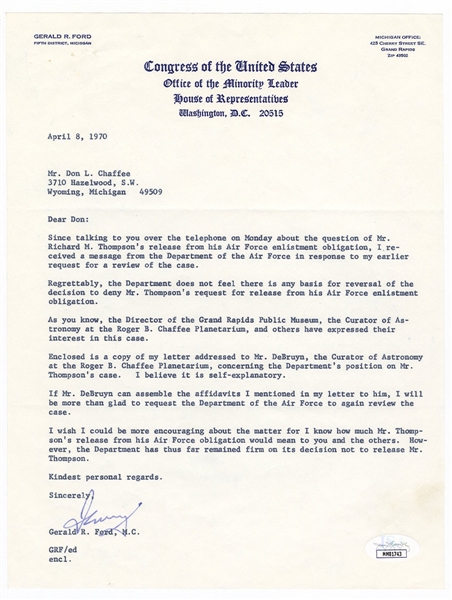 GERALD R. FORD
FIFTH DISTRICT, MICHIGAN
MICHIGAN OFFICE:
425 CHERRY STREET SE.
GRAND RAPIDS
ZIP 49502
Congress of the United States
Office of the Minority Leader
House of Representatives
Washington, D.C. 20515
April 8, 1970
Mr. Don L. Chaffee
3710 Hazelwood, S.W.
Wyoming, Michigan 49509
Dear Don:
Since talking to you over the telephone on Monday about the question of Mr.
Richard M. Thompson's release from his Air Force enlistment obligation, I re-
ceived a message from the Department of the Air Force in response to my earlier
request for a review of the case.
Regrettably, the Department does not feel there is any basis for reversal of the
decision to deny Mr. Thompson's request for release from his Air Force enlistment
obligation.
As you know, the Director of the Grand Rapids Public Museum, the Curator of As-
tronomy at the Roger B. Chaffee Planetarium, and others have expressed their
interest in this case.
Enclosed is a copy of my letter addressed to Mr. DeBruyn, the Curator of Astronomy
at the Roger B. Chaffee Planetarium, concerning the Department's position on Mr.
Thompson's case. I believe it is self-explanatory.
If Mr. DeBruyn can assemble the affidavits I mentioned in my letter to him, I will
be more than glad to request the Department of the Air Force to again review the
case.
I wish I could be more encouraging about the matter for I know how much Mr. Thomp-
son's release from his Air Force obligation would mean to you and the others. How-
ever, the Department has thus far remained firm on its decision not to release Mr.
Thompson.
Kindest personal regards.
Sincerely,
Gerald R. Ford, M.C.
GRF/ed
encl.
MM81743